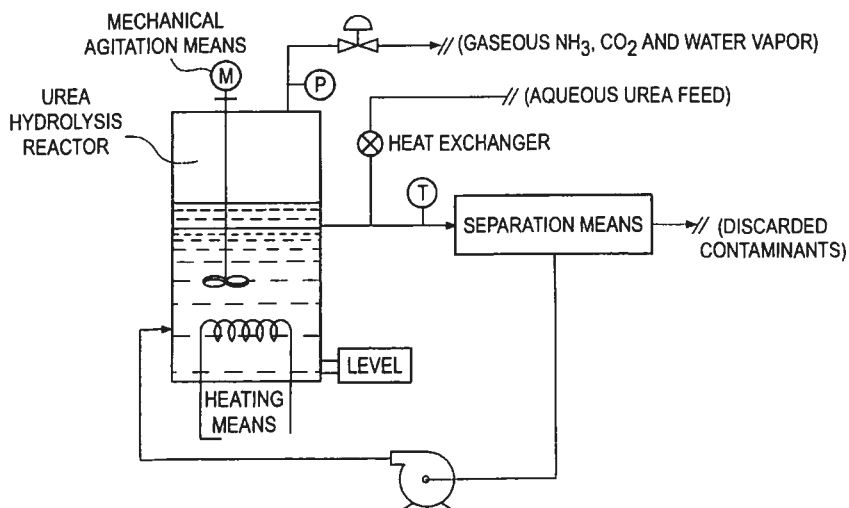 MECHANICAL
AGITATION MEANS
M
(GASEOUS NH3, CO2 AND WATER VAPOR)
P
UREA
HYDROLYSIS
REACTOR
(AQUEOUS UREA FEED)
HEAT EXCHANGER
T
SEPARATION MEANS
(DISCARDED
CONTAMINANTS)
LEVEL
HEATING
MEANS